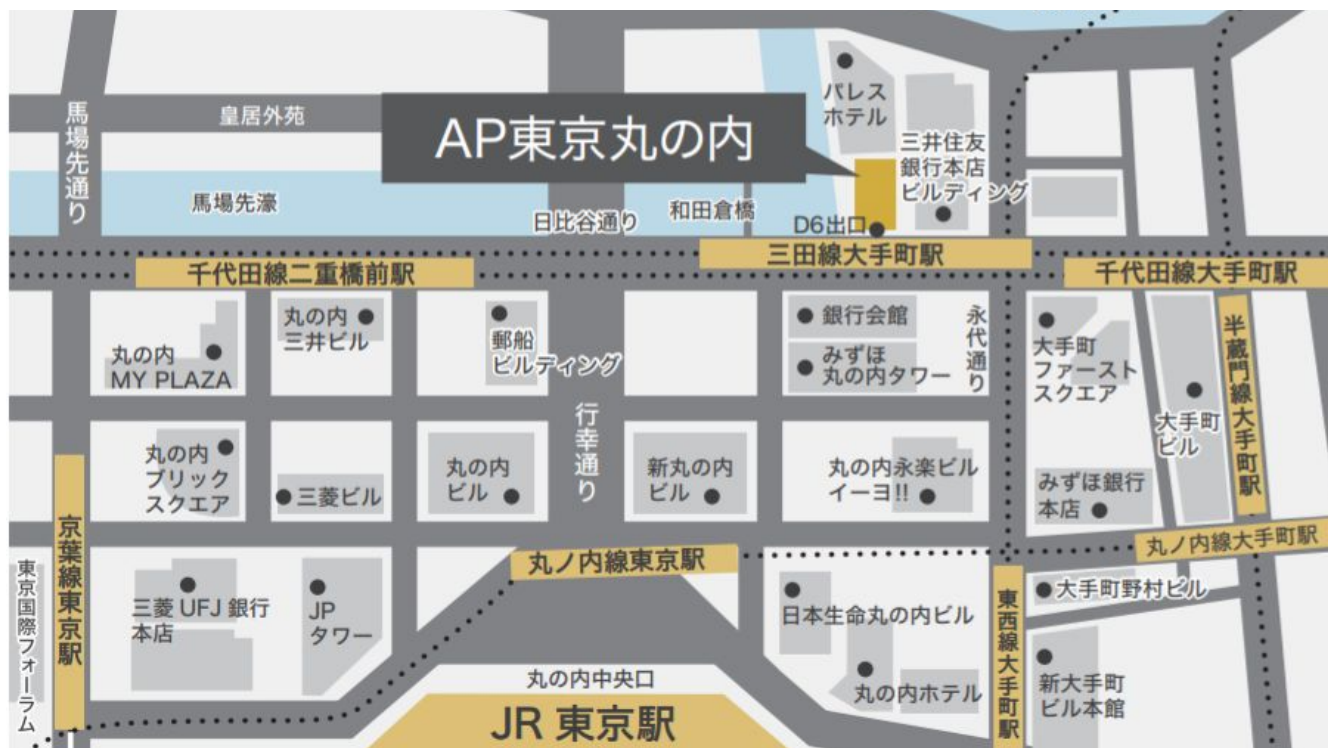 馬場先通り
皇居外苑
AP東京丸の内
パレス
ホテル
三井住友
銀行本店
ビルディング
馬場先濠
日比谷通り
和田倉橋
D6出口
三田線大手町駅
千代田線二重橋前駅
千代田線大手町駅
丸の内
MY PLAZA
丸の内
三井ビル
郵船
ビルディング
銀行会館
みずほ
丸の内タワー
永代通り
大手町
ファースト
スクエア
大手町
ビル
半蔵門線大手町駅
丸の内
ブリック
スクエア
三菱ビル
丸の内
ビル
行幸通り
新丸の内
ビル
丸の内永楽ビル
イーヨ!!
みずほ銀行
本店
京葉線東京駅
丸ノ内線東京駅
丸ノ内線大手町駅
東京国際フォーラム
三菱 UFJ 銀行
本店
JP
タワー
日本生命丸の内ビル
東西線大手町駅
大手町野村ビル
丸の内中央口
JR 東京駅
丸の内ホテル
新大手町
ビル本館